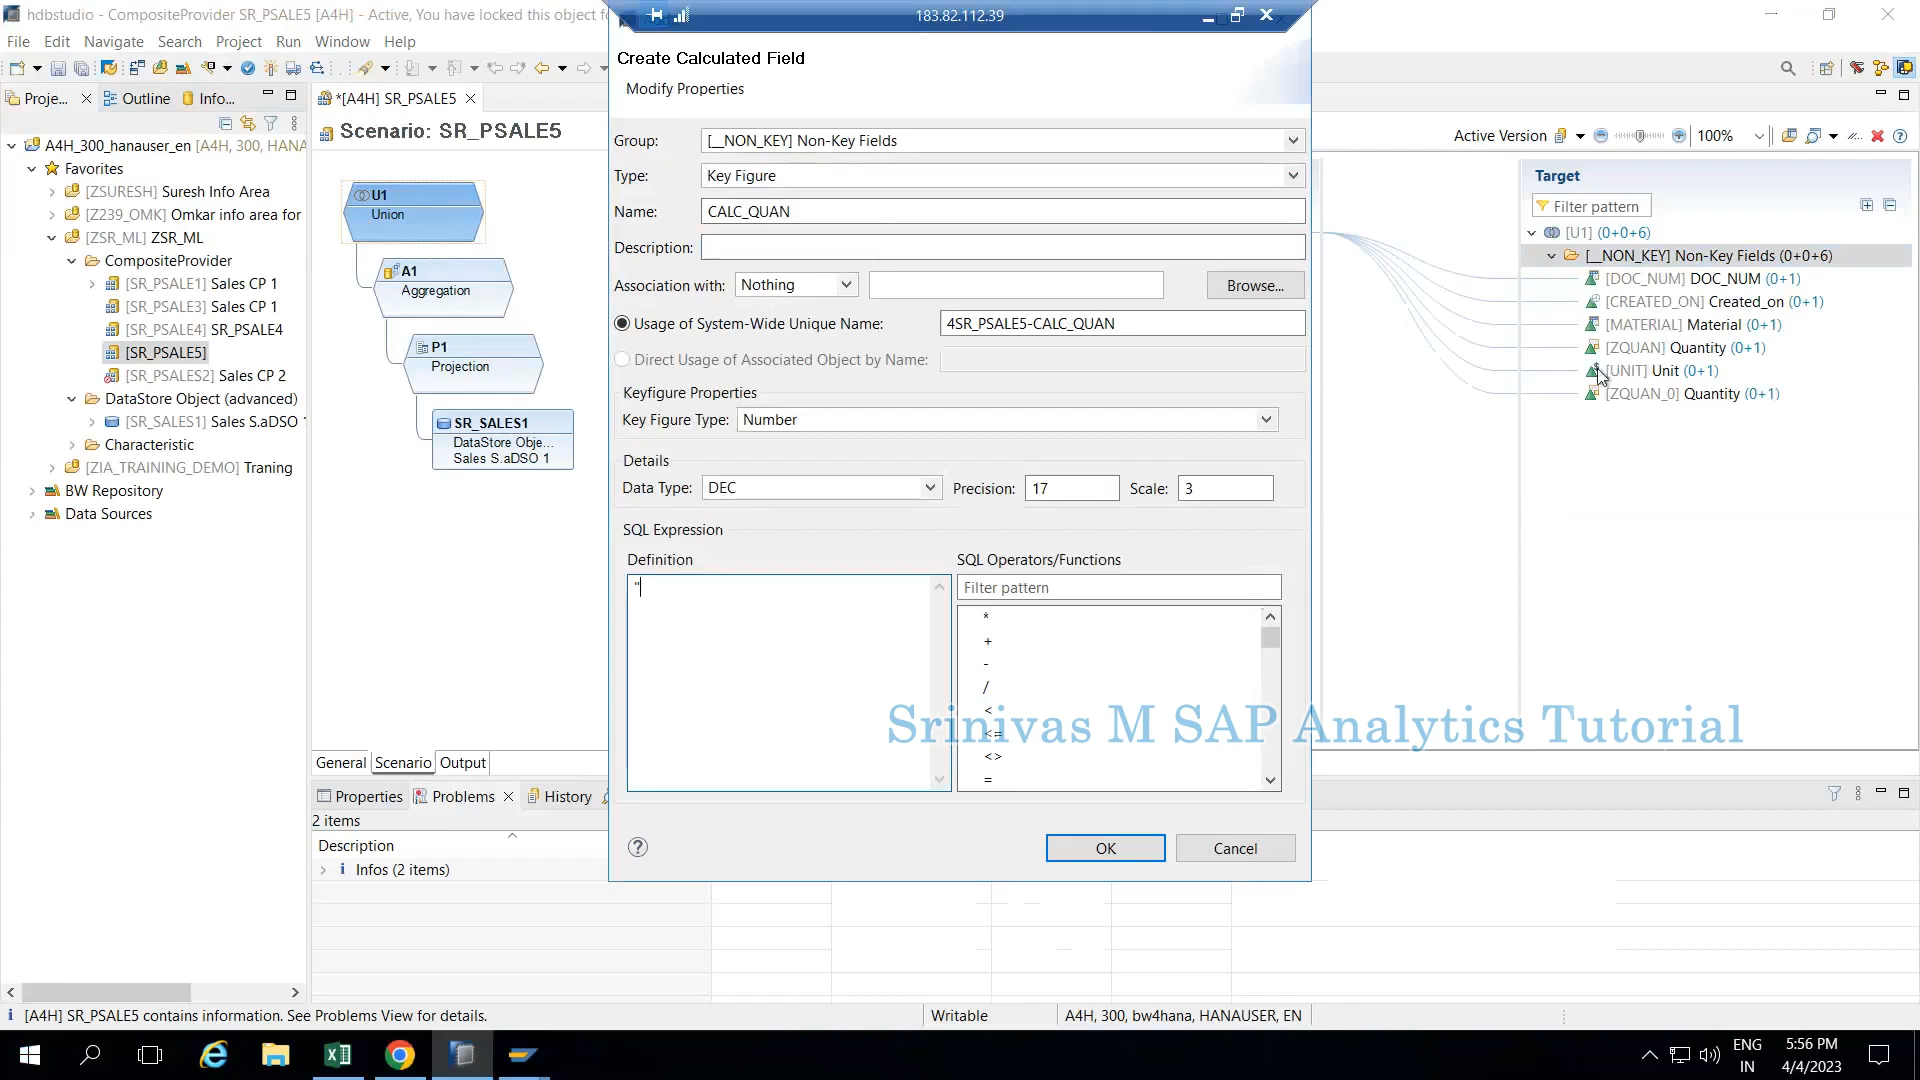 hdbstudio - CompositeProvider SR_PSALE5 [A4H] - Active, You have locked this object fo
183.82.112.39
File Edit Navigate Search Project Run Window Help
Create Calculated Field
Modify Properties
Proje... Outline Info...
*[A4H] SR_PSALE5
Scenario: SR_PSALE5
Active Version 100%
A4H_300_hanauser_en [A4H, 300, HANA
Favorites
[ZSURESH] Suresh Info Area
[Z239_OMK] Omkar info area for
[ZSR_ML] ZSR_ML
CompositeProvider
[SR_PSALE1] Sales CP 1
[SR_PSALE3] Sales CP 1
[SR_PSALE4] SR_PSALE4
[SR_PSALE5]
[SR_PSALES2] Sales CP 2
DataStore Object (advanced)
[SR_SALES1] Sales S.aDSO 1
Characteristic
[ZIA_TRAINING_DEMO] Traning
BW Repository
Data Sources
U1
Union
A1
Aggregation
P1
Projection
SR_SALES1
DataStore Obje...
Sales S.aDSO 1
Group: [__NON_KEY] Non-Key Fields
Type: Key Figure
Name: CALC_QUAN
Description:
Association with: Nothing Browse...
Usage of System-Wide Unique Name: 4SR_PSALE5-CALC_QUAN
Direct Usage of Associated Object by Name:
Keyfigure Properties
Key Figure Type: Number
Details
Data Type: DEC Precision: 17 Scale: 3
SQL Expression
Definition SQL Operators/Functions
" Filter pattern
*
+
-
/
<
<=
<>
=
OK Cancel
Target
Filter pattern
[U1] (0+0+6)
[__NON_KEY] Non-Key Fields (0+0+6)
[DOC_NUM] DOC_NUM (0+1)
[CREATED_ON] Created_on (0+1)
[MATERIAL] Material (0+1)
[ZQUAN] Quantity (0+1)
[UNIT] Unit (0+1)
[ZQUAN_0] Quantity (0+1)
Srinivas M SAP Analytics Tutorial
General Scenario Output
Properties Problems History
2 items
Description
Infos (2 items)
[A4H] SR_PSALE5 contains information. See Problems View for details.
Writable
A4H, 300, bw4hana, HANAUSER, EN
ENG
IN
5:56 PM
4/4/2023